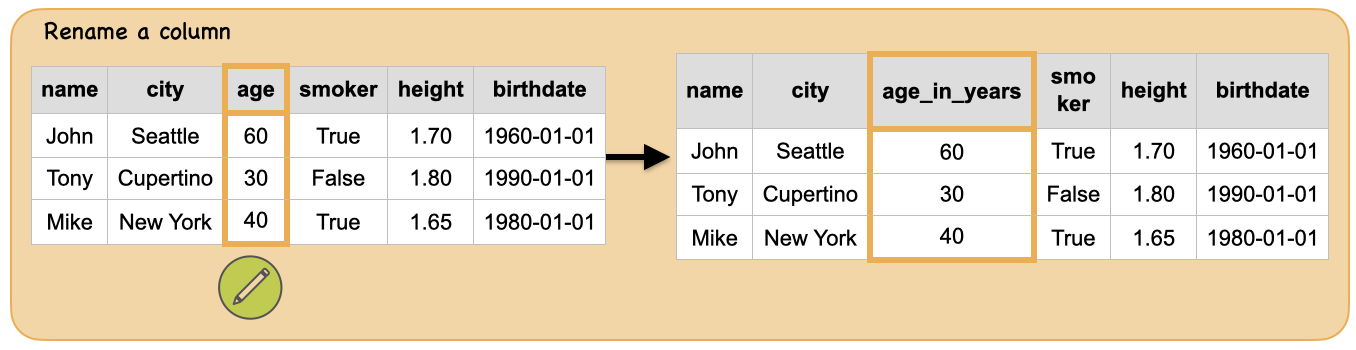 Rename a column
name city age smoker height birthdate
John Seattle 60 True 1.70 1960-01-01
Tony Cupertino 30 False 1.80 1990-01-01
Mike New York 40 True 1.65 1980-01-01
name city age_in_years smo
ker height birthdate
John Seattle 60 True 1.70 1960-01-01
Tony Cupertino 30 False 1.80 1990-01-01
Mike New York 40 True 1.65 1980-01-01